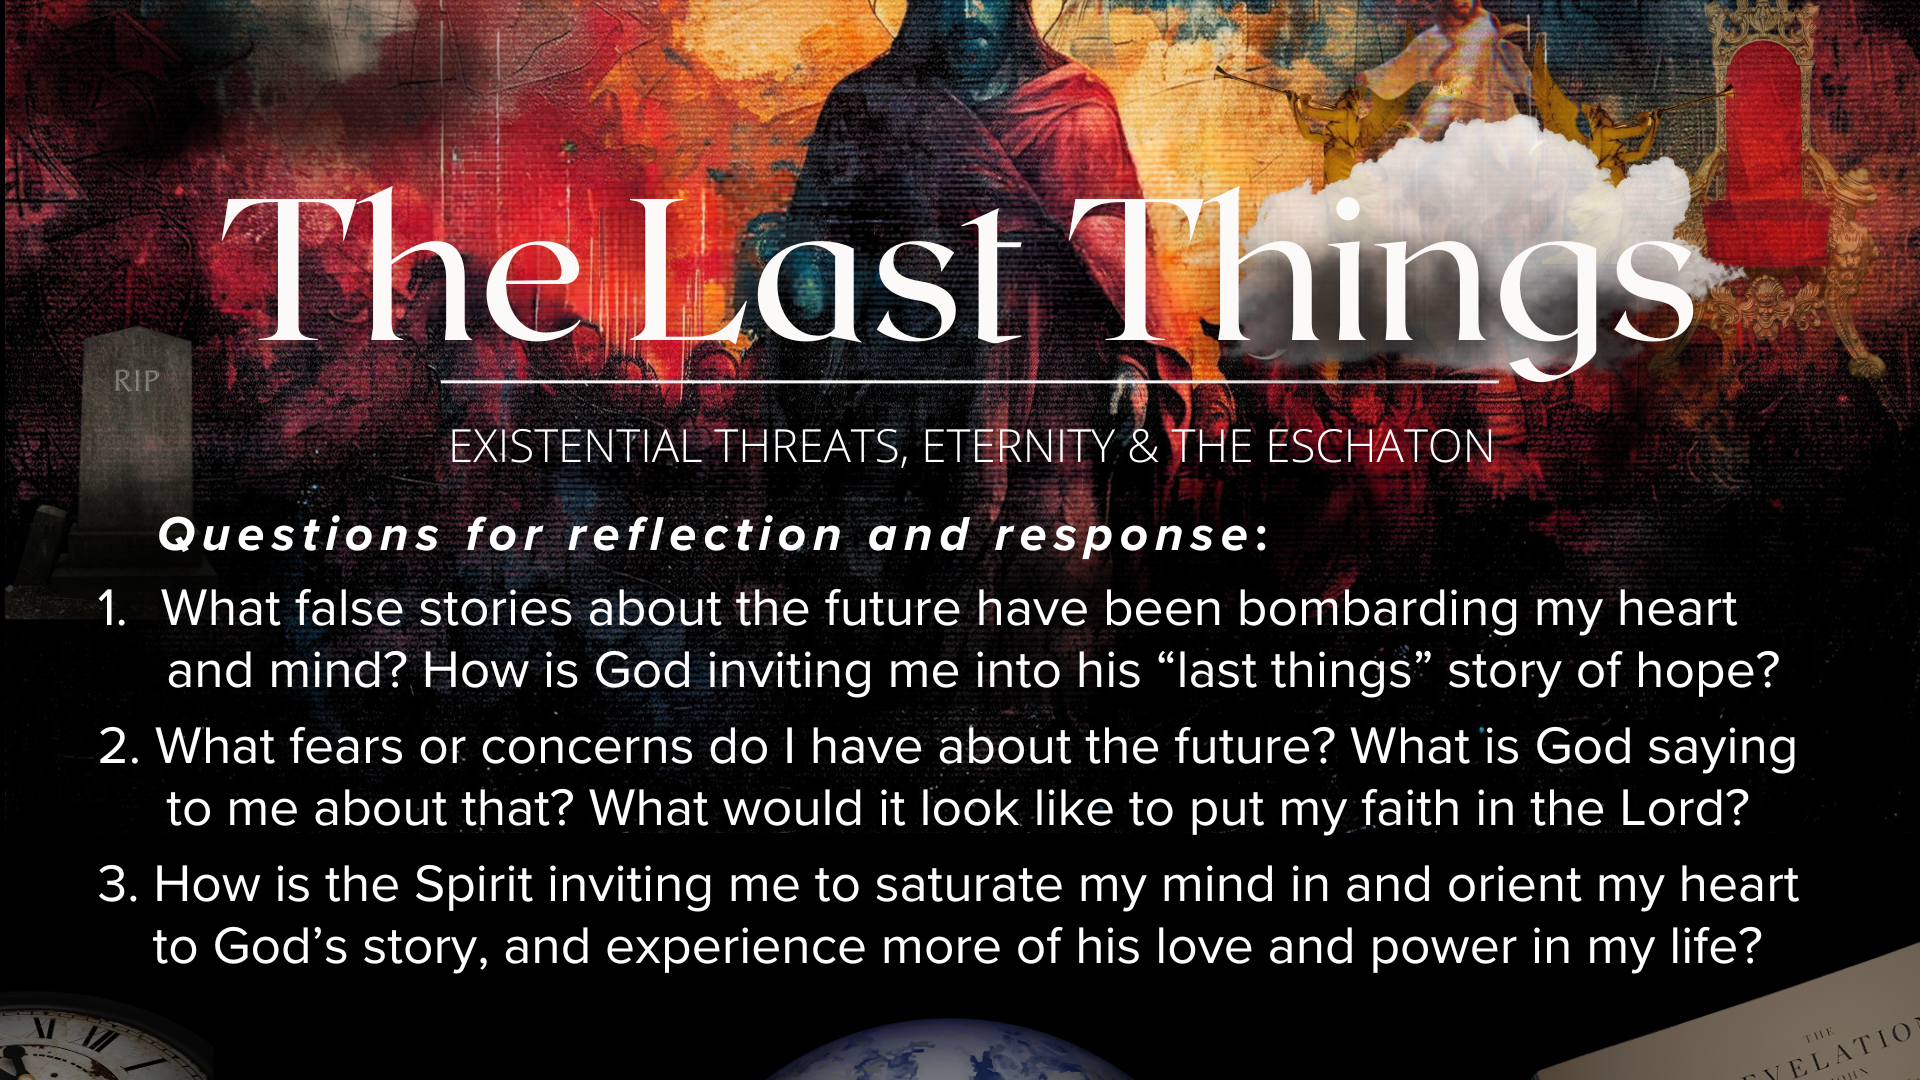 The Last Things
RIP
EXISTENTIAL THREATS, ETERNITY & THE ESCHATON
Questions for reflection and response:
1. What false stories about the future have been bombarding my heart
and mind? How is God inviting me into his “last things” story of hope?
2. What fears or concerns do I have about the future? What is God saying
to me about that? What would it look like to put my faith in the Lord?
3. How is the Spirit inviting me to saturate my mind in and orient my heart
to God’s story, and experience more of his love and power in my life?
XI XII I
THE